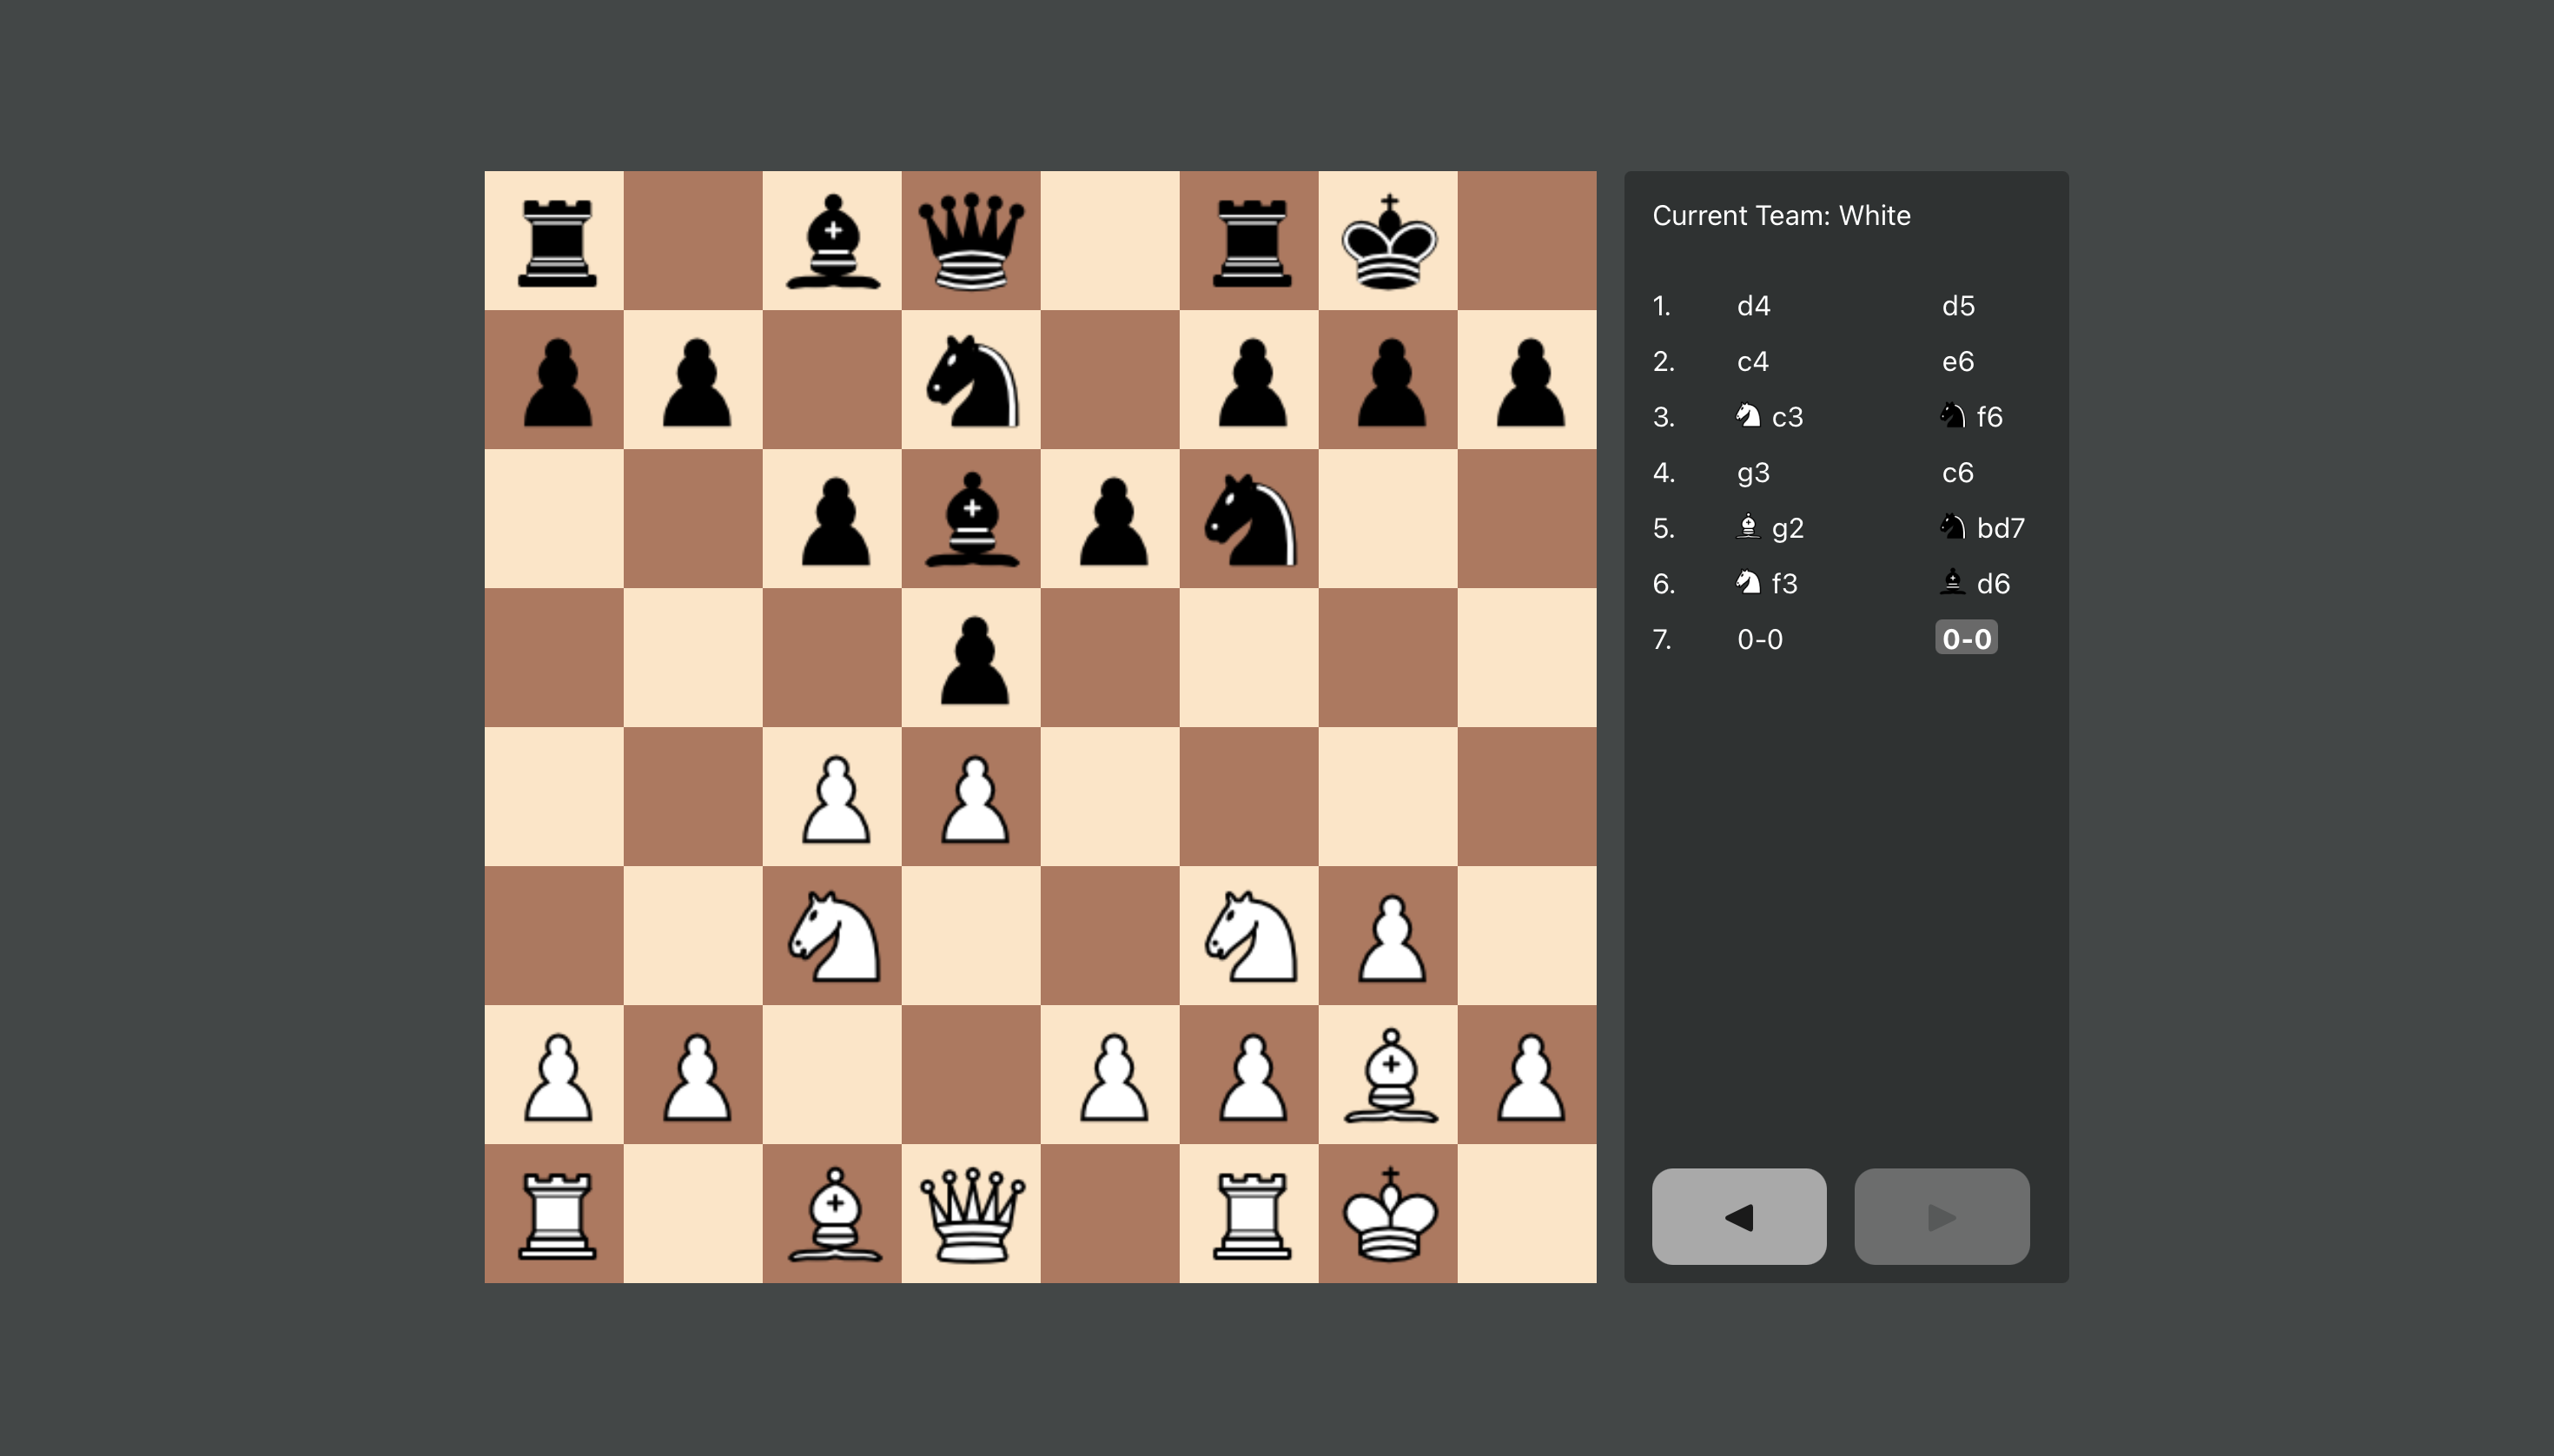 Current Team: White
1. d4 d5
2. c4 e6
3. ♘ c3 ♞ f6
4. g3 c6
5. ♗ g2 ♞ bd7
6. ♘ f3 ♝ d6
7. 0-0 0-0